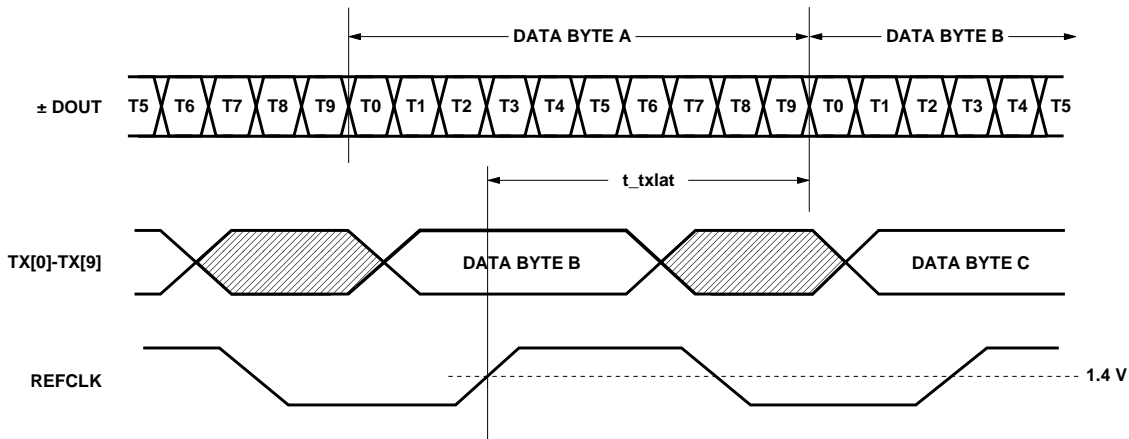 DATA BYTE A DATA BYTE B
± DOUT T5 T6 T7 T8 T9 T0 T1 T2 T3 T4 T5 T6 T7 T8 T9 T0 T1 T2 T3 T4 T5
t_txlat
TX[0]-TX[9] DATA BYTE B DATA BYTE C
REFCLK 1.4 V